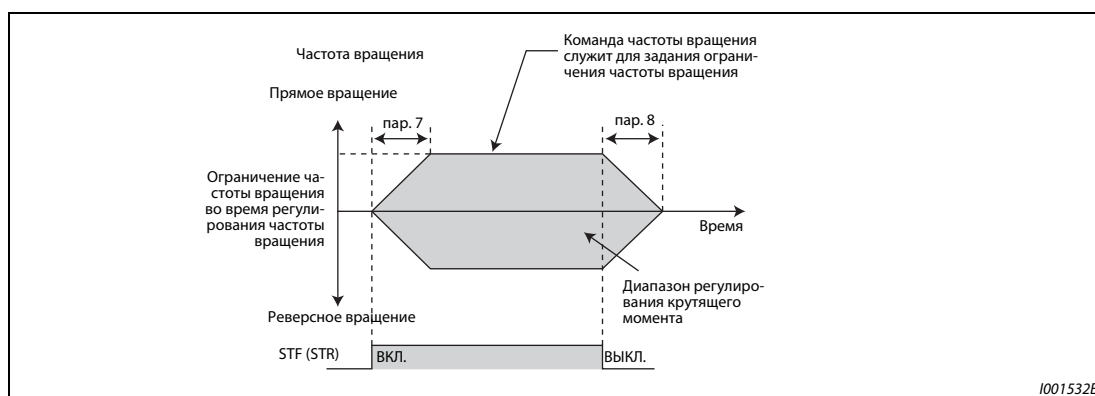 Частота вращения
Команда частоты вращения
служит для задания ограни-
чения частоты вращения
Прямое вращение
пар. 7
пар. 8
Ограничение ча-
стоты вращения
во время регули-
рования частоты
вращения
Время
Диапазон регулиро-
вания крутящего
момента
Реверсное вращение
STF (STR)
ВКЛ.
ВЫКЛ.
I001532E